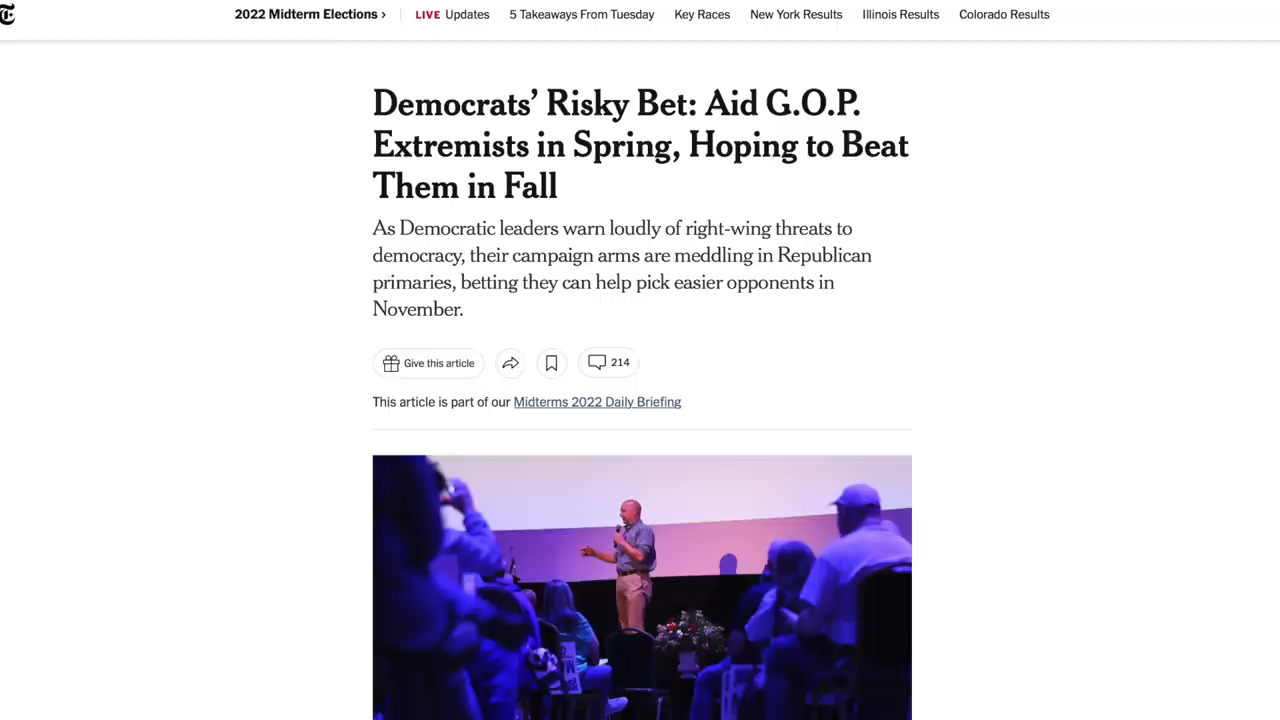 2022 Midterm Elections › LIVE Updates 5 Takeaways From Tuesday Key Races New York Results Illinois Results Colorado Results
Democrats’ Risky Bet: Aid G.O.P.
Extremists in Spring, Hoping to Beat
Them in Fall
As Democratic leaders warn loudly of right-wing threats to
democracy, their campaign arms are meddling in Republican
primaries, betting they can help pick easier opponents in
November.
Give this article 214
This article is part of our Midterms 2022 Daily Briefing